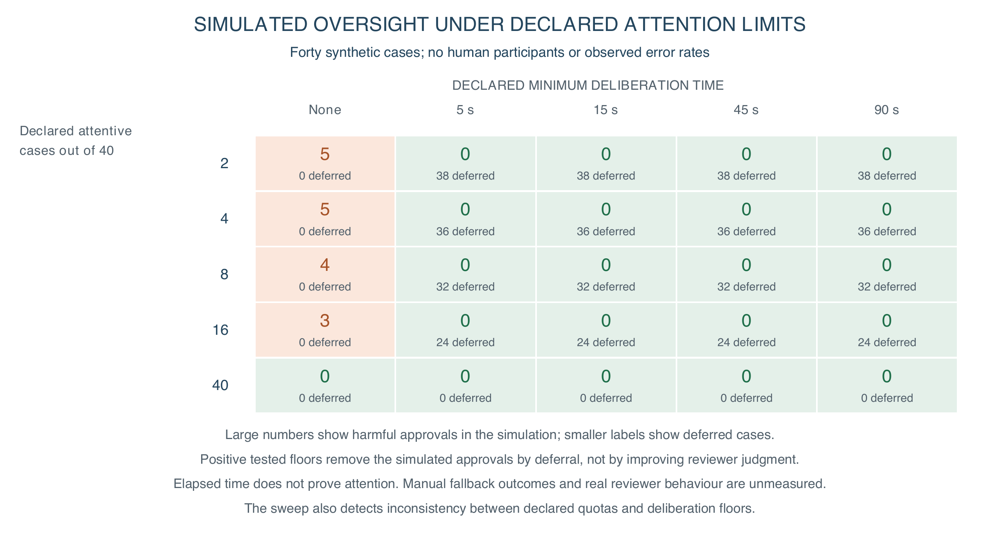 SIMULATED OVERSIGHT UNDER DECLARED ATTENTION LIMITS
Forty synthetic cases; no human participants or observed error rates
DECLARED MINIMUM DELIBERATION TIME
None 5 s 15 s 45 s 90 s
Declared attentive
cases out of 40
2
5 0 0 0 0
0 deferred 38 deferred 38 deferred 38 deferred 38 deferred
4
5 0 0 0 0
0 deferred 36 deferred 36 deferred 36 deferred 36 deferred
8
4 0 0 0 0
0 deferred 32 deferred 32 deferred 32 deferred 32 deferred
16
3 0 0 0 0
0 deferred 24 deferred 24 deferred 24 deferred 24 deferred
40
0 0 0 0 0
0 deferred 0 deferred 0 deferred 0 deferred 0 deferred
Large numbers show harmful approvals in the simulation; smaller labels show deferred cases.
Positive tested floors remove the simulated approvals by deferral, not by improving reviewer judgment.
Elapsed time does not prove attention. Manual fallback outcomes and real reviewer behaviour are unmeasured.
The sweep also detects inconsistency between declared quotas and deliberation floors.